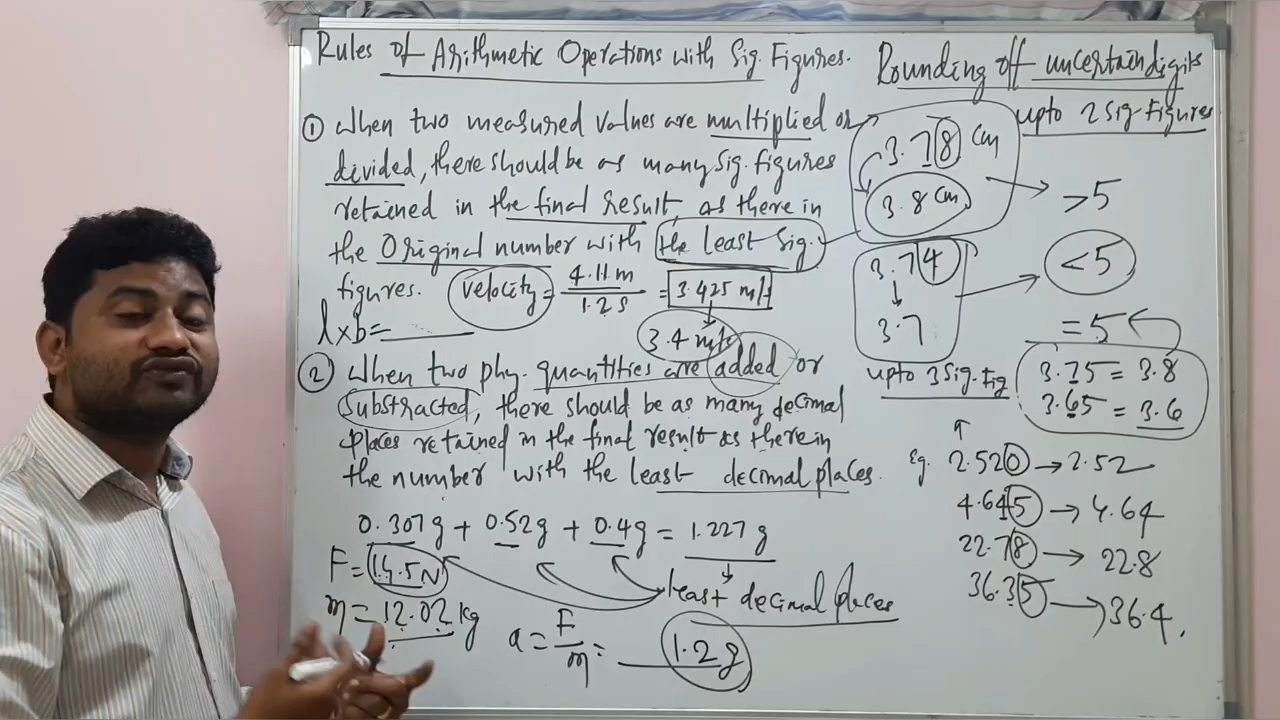 Rules of Arithmetic Operations with Sig. Figures.
① When two measured values are multiplied or
divided, there should be as many sig. figures
retained in the final result, as there in
the Original number with the least Sig.
figures. Velocity = 4.11 m / 1.2 s = 3.425 m/s
l×b=
3.4 m/s
② When two phy. quantities are added or
Substracted, there should be as many decimal
places retained in the final result as there in
the number with the least decimal places.
0.307 g + 0.52 g + 0.4 g = 1.227 g
least decimal places
F = 14.5 N
m = 12.02 kg
a = F/m =
1.2 g
Rounding off uncertain digits
upto 2 Sig-Figures
3.78 cm
3.8 cm
>5
3.74
↓
3.7
<5
=5
3.75 = 3.8
3.65 = 3.6
upto 3 Sig. Fig
↑
Eg. 2.520 → 2.52
4.645 → 4.64
22.78 → 22.8
36.35 → 36.4.